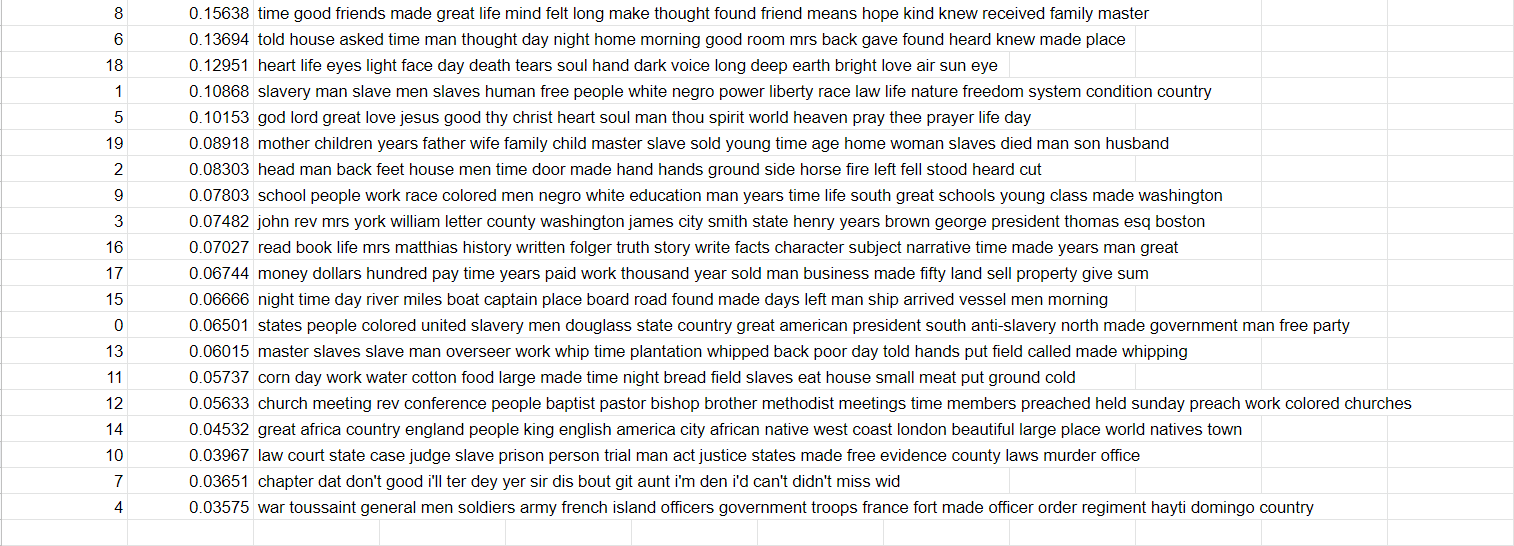 8 0.15638 time good friends made great life mind felt long make thought found friend means hope kind knew received family master
6 0.13694 told house asked time man thought day night home morning good room mrs back gave found heard knew made place
18 0.12951 heart life eyes light face day death tears soul hand dark voice long deep earth bright love air sun eye
1 0.10868 slavery man slave men slaves human free people white negro power liberty race law life nature freedom system condition country
5 0.10153 god lord great love jesus good thy christ heart soul man thou spirit world heaven pray thee prayer life day
19 0.08918 mother children years father wife family child master slave sold young time age home woman slaves died man son husband
2 0.08303 head man back feet house men time door made hand hands ground side horse fire left fell stood heard cut
9 0.07803 school people work race colored men negro white education man years time life south great schools young class made washington
3 0.07482 john rev mrs york william letter county washington james city smith state henry years brown george president thomas esq boston
16 0.07027 read book life mrs matthias history written folger truth story write facts character subject narrative time made years man great
17 0.06744 money dollars hundred pay time years paid work thousand year sold man business made fifty land sell property give sum
15 0.06666 night time day river miles boat captain place board road found made days left man ship arrived vessel men morning
0 0.06501 states people colored united slavery men douglass state country great american president south anti-slavery north made government man free party
13 0.06015 master slaves slave man overseer work whip time plantation whipped back poor day told hands put field called made whipping
11 0.05737 corn day work water cotton food large made time night bread field slaves eat house small meat put ground cold
12 0.05633 church meeting rev conference people baptist pastor bishop brother methodist meetings time members preached held sunday preach work colored churches
14 0.04532 great africa country england people king english america city african native west coast london beautiful large place world natives town
10 0.03967 law court state case judge slave prison person trial man act justice states made free evidence county laws murder office
7 0.03651 chapter dat don't good i'll ter dey yer sir dis bout git aunt i'm den i'd can't didn't miss wid
4 0.03575 war toussaint general men soldiers army french island officers government troops france fort made officer order regiment hayti domingo country